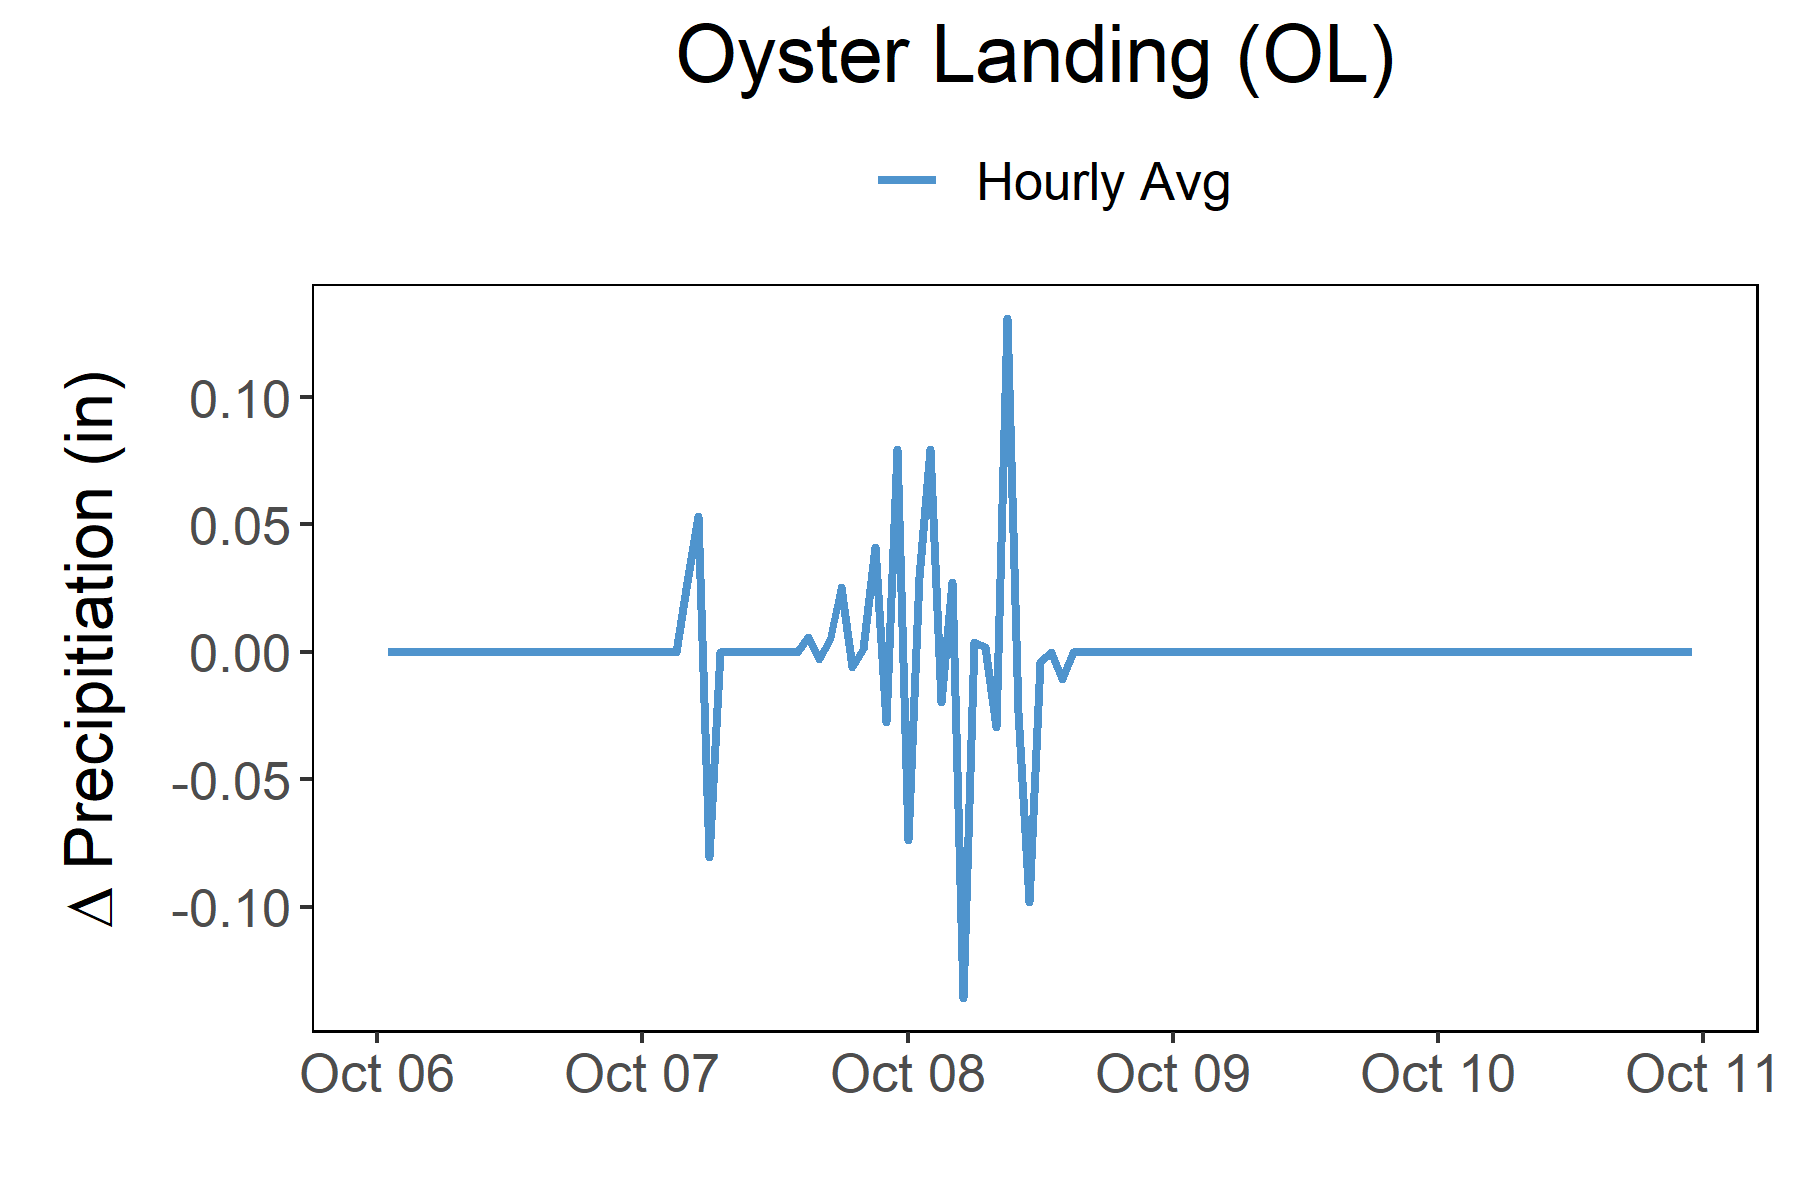 Oyster Landing (OL)
Hourly Avg
Δ Precipitiation (in)
0.10
0.05
0.00
-0.05
-0.10
Oct 06 Oct 07 Oct 08 Oct 09 Oct 10 Oct 11